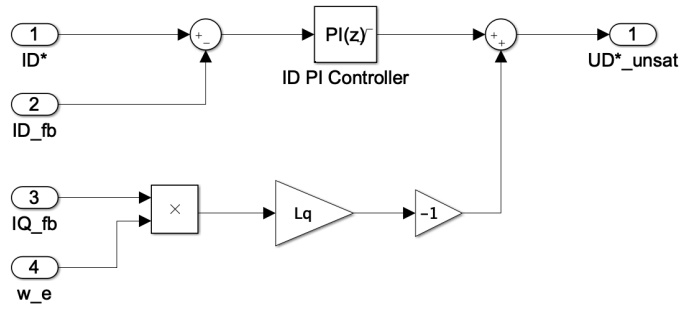 1
ID*
+
−
PI(z)
ID PI Controller
+
+
1
UD*_unsat
2
ID_fb
3
IQ_fb
×
Lq
-1
4
w_e